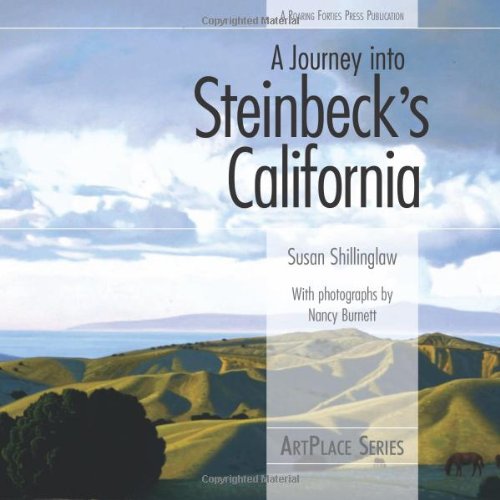 Copyrighted Material
A Roaring Forties Press Publication
A Journey into
Steinbeck's
California
Susan Shillinglaw
With photographs by
Nancy Burnett
ArtPlace Series
Copyrighted Material